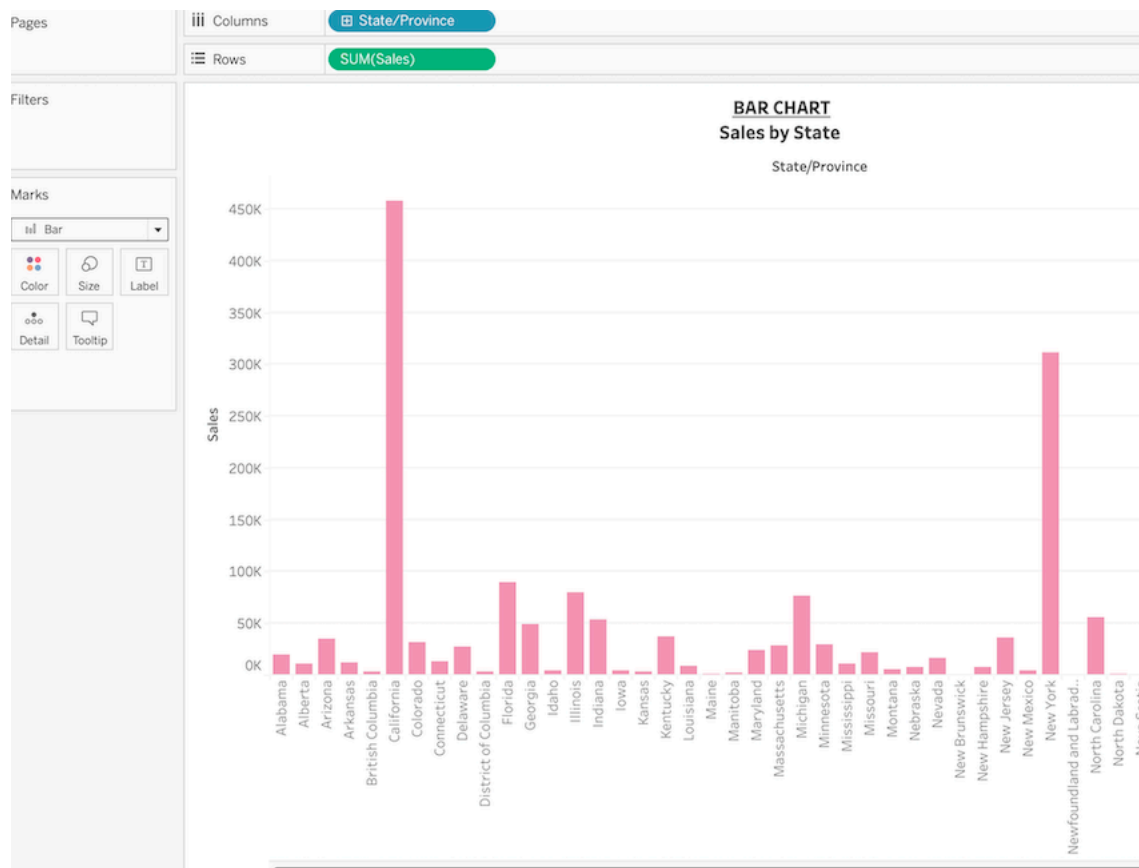 Pages
Columns
State/Province
Rows
SUM(Sales)
Filters
BAR CHART
Sales by State
State/Province
Marks
Bar
Color
Size
Label
Detail
Tooltip
Sales
450K
400K
350K
300K
250K
200K
150K
100K
50K
0K
Alabama
Alberta
Arizona
Arkansas
British Columbia
California
Colorado
Connecticut
Delaware
District of Columbia
Florida
Georgia
Idaho
Illinois
Indiana
Iowa
Kansas
Kentucky
Louisiana
Maine
Manitoba
Maryland
Massachusetts
Michigan
Minnesota
Mississippi
Missouri
Montana
Nebraska
Nevada
New Brunswick
New Hampshire
New Jersey
New Mexico
New York
Newfoundland and Labrad...
North Carolina
North Dakota